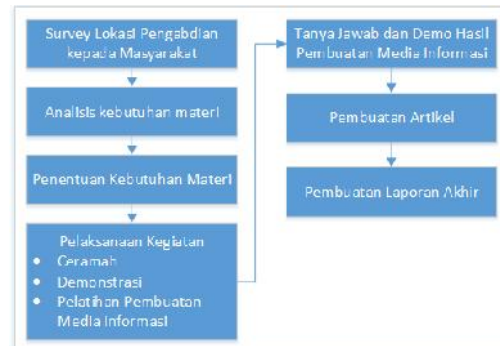 Survey Lokasi Pengabdian
kepada Masyarakat
Analisis kebutuhan materi
Penentuan Kebutuhan Materi
Pelaksanaan Kegiatan
• Ceramah
• Demonstrasi
• Pelatihan Pembuatan
Media Informasi
Tanya Jawab dan Demo Hasil
Pembuatan Media Informasi
Pembuatan Artikel
Pembuatan Laporan Akhir